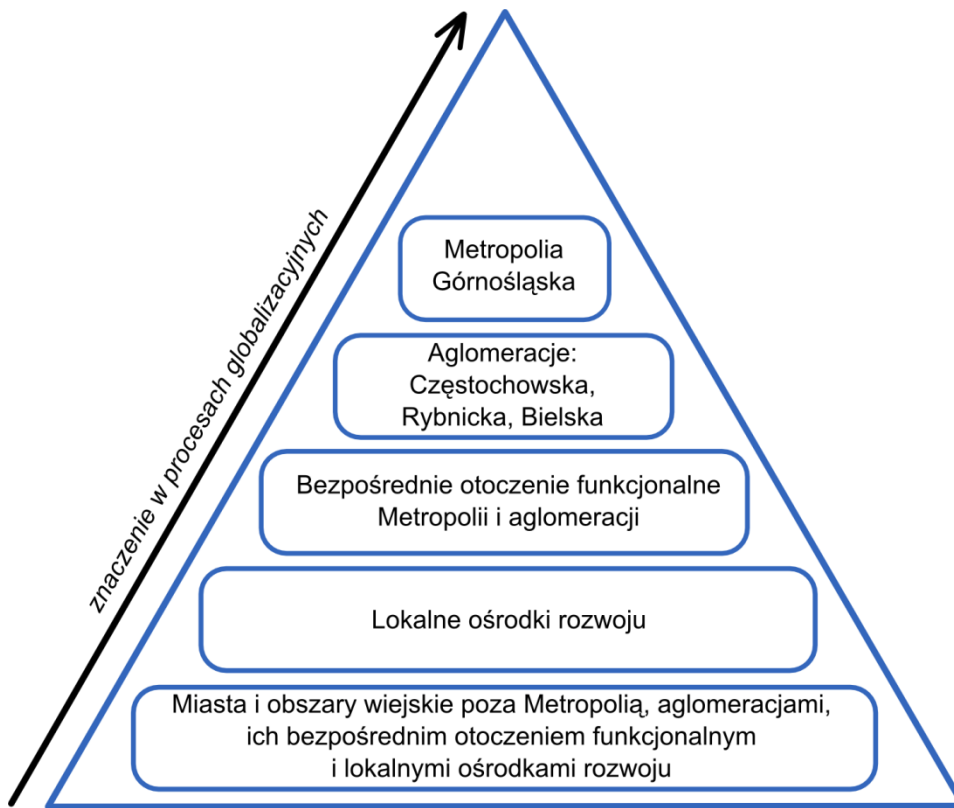 znaczenie w procesach globalizacyjnych
Metropolia
Górnośląska
Aglomeracje:
Częstochowska,
Rybnicka, Bielska
Bezpośrednie otoczenie funkcjonalne
Metropolii i aglomeracji
Lokalne ośrodki rozwoju
Miasta i obszary wiejskie poza Metropolią, aglomeracjami,
ich bezpośrednim otoczeniem funkcjonalnym
i lokalnymi ośrodkami rozwoju